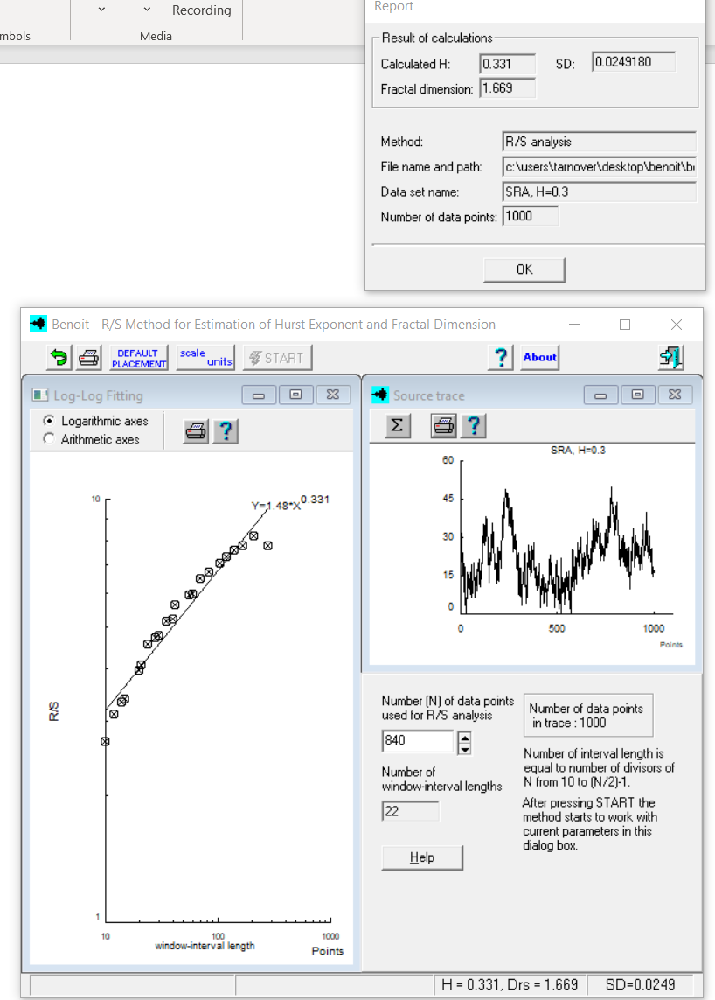 Recording
mbols
Media
Report
Result of calculations
Calculated H: 0.331 SD: 0.0249180
Fractal dimension: 1.669
Method: R/S analysis
File name and path: c:\users\tarnover\desktop\benoit\b
Data set name: SRA, H=0.3
Number of data points: 1000
OK
Benoit - R/S Method for Estimation of Hurst Exponent and Fractal Dimension
DEFAULT
PLACEMENT
scale
units
START
?
About
Log-Log Fitting
Logarithmic axes
Arithmetic axes
?
10
Y=1.48*X^0.331
R/S
1
10 100 1000
window-interval length
Points
Source trace
Σ ?
SRA, H=0.3
60
45
30
15
0
0 500 1000
Points
Number (N) of data points
used for R/S analysis
840
Number of
window-interval lengths
22
Help
Number of data points
in trace : 1000
Number of interval length is
equal to number of divisors of
N from 10 to (N/2)-1.
After pressing START the
method starts to work with
current parameters in this
dialog box.
H = 0.331, Drs = 1.669 SD=0.0249